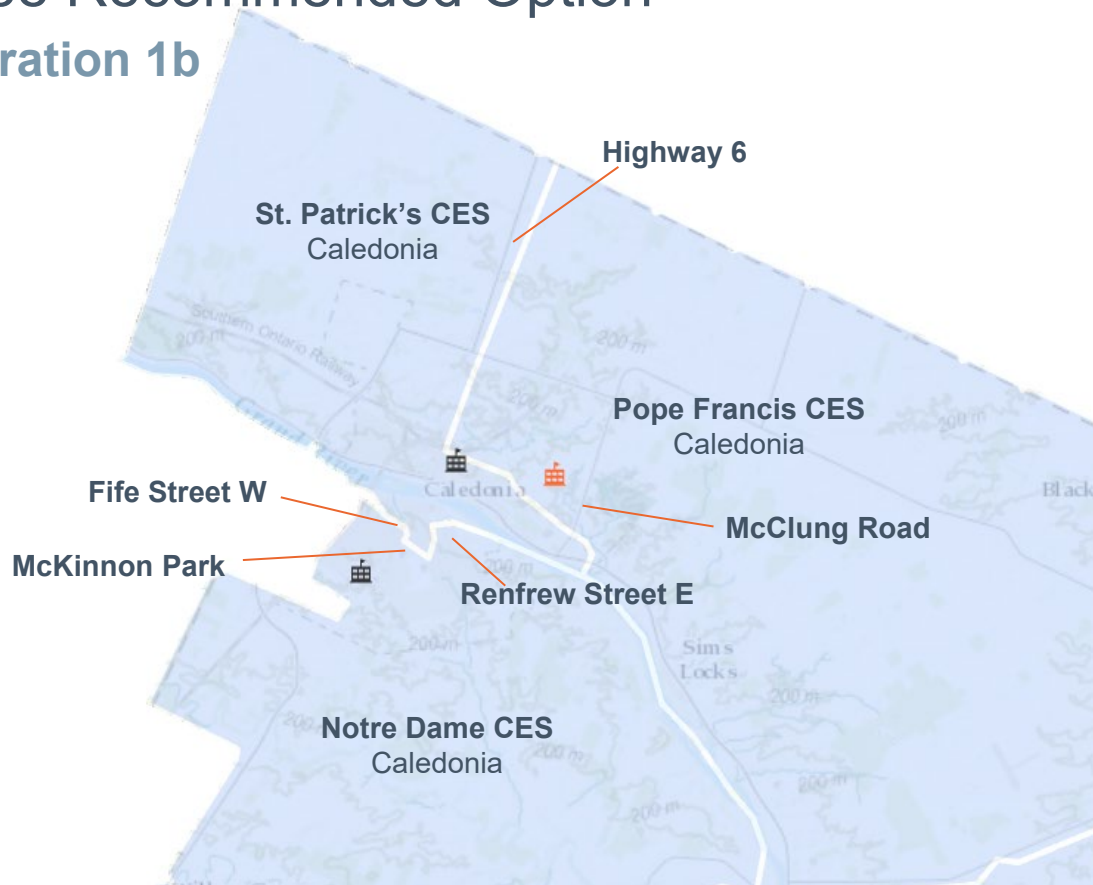 Recommended Option
ration 1b
Highway 6
St. Patrick's CES
Caledonia
Southern Ontario Railway
200 m
200 m
Grand River
200 m
Pope Francis CES
Caledonia
200 m
Fife Street W
Caledonia
Black
McClung Road
McKinnon Park
200 m
Renfrew Street E
200 m
Sims
Locks
200 m
200
Notre Dame CES
Caledonia
200 m
200 m
200 m